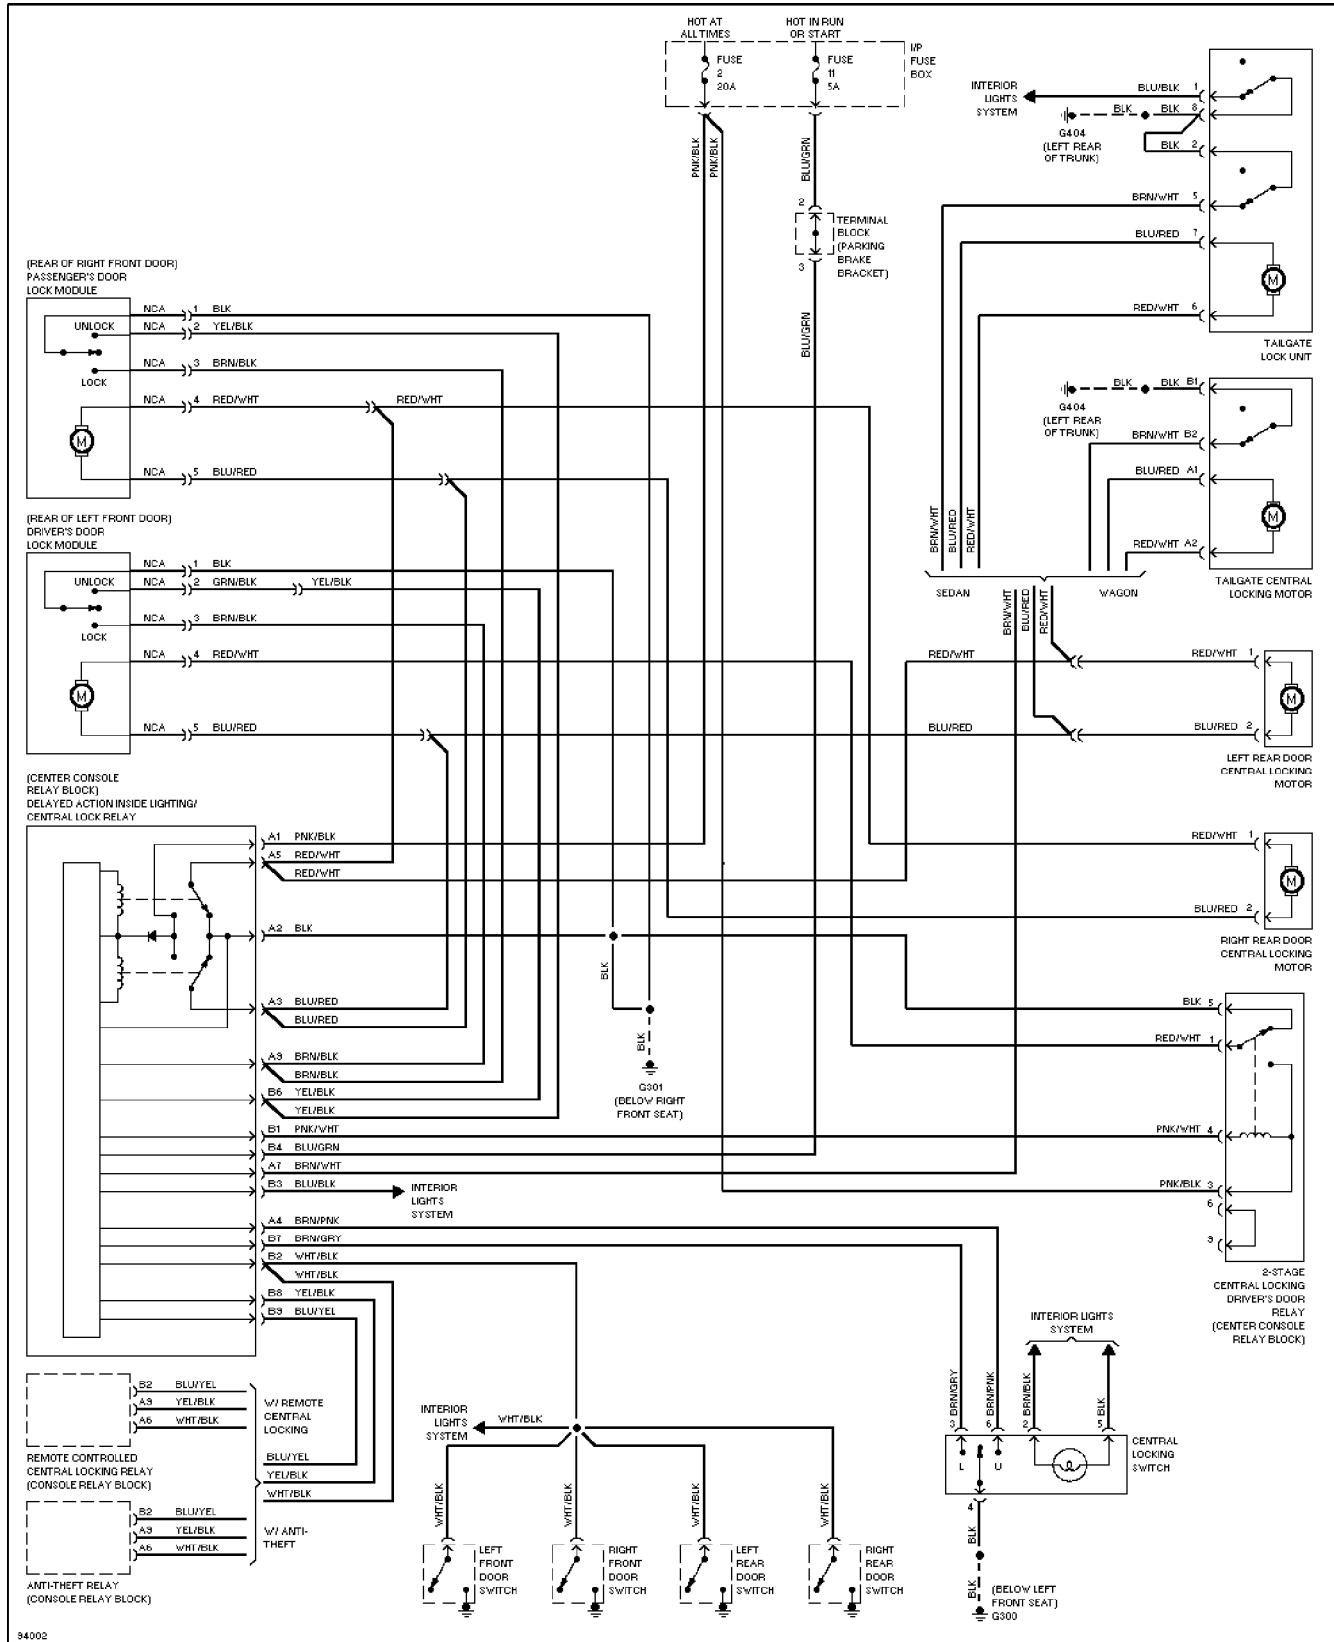 HOT AT
ALL TIMES
HOT IN RUN
OR START
FUSE
2
20A
FUSE
11
5A
I/P
FUSE
BOX
PNK/BLK
PNK/BLK
BLU/GRN
2
TERMINAL
BLOCK
(PARKING
BRAKE
BRACKET)
3
BLU/GRN
INTERIOR
LIGHTS
SYSTEM
BLU/BLK 1
BLK
BLK 8
G404
(LEFT REAR
OF TRUNK)
BLK 2
BRN/WHT 5
BLU/RED 7
M
RED/WHT 6
TAILGATE
LOCK UNIT
BLK
BLK B1
G404
(LEFT REAR
OF TRUNK)
BRN/WHT B2
BLU/RED A1
M
RED/WHT A2
TAILGATE CENTRAL
LOCKING MOTOR
BRN/WHT
BLU/RED
RED/WHT
SEDAN
WAGON
BRN/WHT
BLU/RED
RED/WHT
(REAR OF RIGHT FRONT DOOR)
PASSENGER'S DOOR
LOCK MODULE
UNLOCK
LOCK
M
NCA 1 BLK
NCA 2 YEL/BLK
NCA 3 BRN/BLK
NCA 4 RED/WHT
RED/WHT
NCA 5 BLU/RED
(REAR OF LEFT FRONT DOOR)
DRIVER'S DOOR
LOCK MODULE
UNLOCK
LOCK
M
NCA 1 BLK
NCA 2 GRN/BLK
YEL/BLK
NCA 3 BRN/BLK
NCA 4 RED/WHT
NCA 5 BLU/RED
RED/WHT
RED/WHT 1
M
BLU/RED
BLU/RED 2
LEFT REAR DOOR
CENTRAL LOCKING
MOTOR
RED/WHT 1
M
BLU/RED 2
RIGHT REAR DOOR
CENTRAL LOCKING
MOTOR
(CENTER CONSOLE
RELAY BLOCK)
DELAYED ACTION INSIDE LIGHTING/
CENTRAL LOCK RELAY
A1 PNK/BLK
A5 RED/WHT
RED/WHT
A2 BLK
BLK
A3 BLU/RED
BLU/RED
A9 BRN/BLK
BRN/BLK
B6 YEL/BLK
YEL/BLK
B1 PNK/WHT
B4 BLU/GRN
A7 BRN/WHT
B3 BLU/BLK
INTERIOR
LIGHTS
SYSTEM
A4 BRN/PNK
B7 BRN/GRY
B2 WHT/BLK
WHT/BLK
B8 YEL/BLK
B9 BLU/YEL
BLK
G301
(BELOW RIGHT
FRONT SEAT)
BLK 5
RED/WHT 1
PNK/WHT 4
PNK/BLK 3
6
9
2-STAGE
CENTRAL LOCKING
DRIVER'S DOOR
RELAY
(CENTER CONSOLE
RELAY BLOCK)
B2 BLU/YEL
A9 YEL/BLK
A6 WHT/BLK
W/ REMOTE
CENTRAL
LOCKING
REMOTE CONTROLLED
CENTRAL LOCKING RELAY
(CONSOLE RELAY BLOCK)
BLU/YEL
YEL/BLK
WHT/BLK
B2 BLU/YEL
A9 YEL/BLK
A6 WHT/BLK
W/ ANTI-
THEFT
ANTI-THEFT RELAY
(CONSOLE RELAY BLOCK)
INTERIOR
LIGHTS
SYSTEM
WHT/BLK
WHT/BLK
WHT/BLK
WHT/BLK
WHT/BLK
LEFT
FRONT
DOOR
SWITCH
RIGHT
FRONT
DOOR
SWITCH
LEFT
REAR
DOOR
SWITCH
RIGHT
REAR
DOOR
SWITCH
INTERIOR LIGHTS
SYSTEM
BRN/GRY
BRN/PNK
BRN/BLK
BLK
3
6
2
5
L
U
CENTRAL
LOCKING
SWITCH
4
BLK
BLK
(BELOW LEFT
FRONT SEAT)
G300
94002